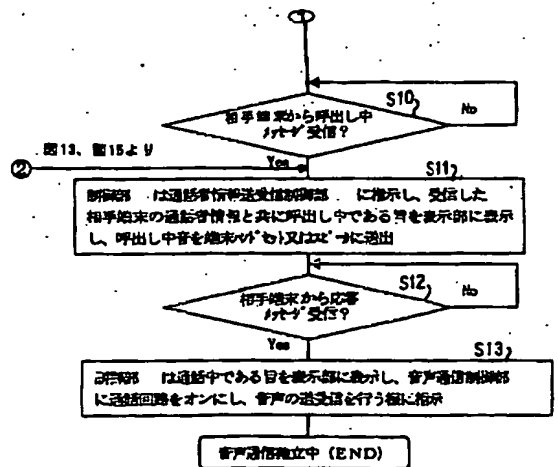 ①
S10
相手端末から呼出し中
メッセージ受信?
No
Yes
図13、図15より
②
S11
制御部 は通話者情報送受信制御部 に指示し、受信した
相手端末の通話者情報と共に呼出し中である旨を表示部に表示
し、呼出し中音を端末ハンドセット又はスピーカに送出
S12
相手端末から応答
メッセージ受信?
No
Yes
S13
制御部 は通話中である旨を表示部に表示し、音声通信制御部
に通話回路をオンにし、音声の送受信を行う様に指示
音声通信確立中 (END)